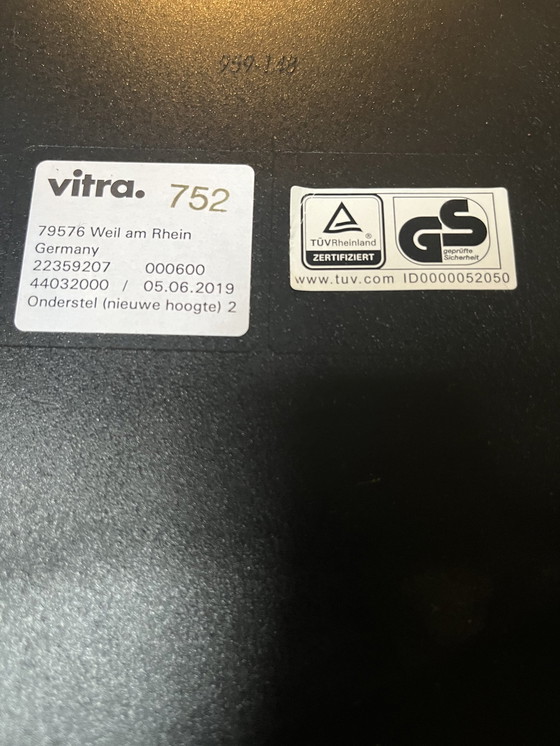 vitra. 752
79576 Weil am Rhein
Germany
22359207 000600
44032000 / 05.06.2019
Onderstel (nieuwe hoogte) 2
TÜVRheinland®
ZERTIFIZIERT
GS
geprüfte
Sicherheit
www.tuv.com ID0000052050